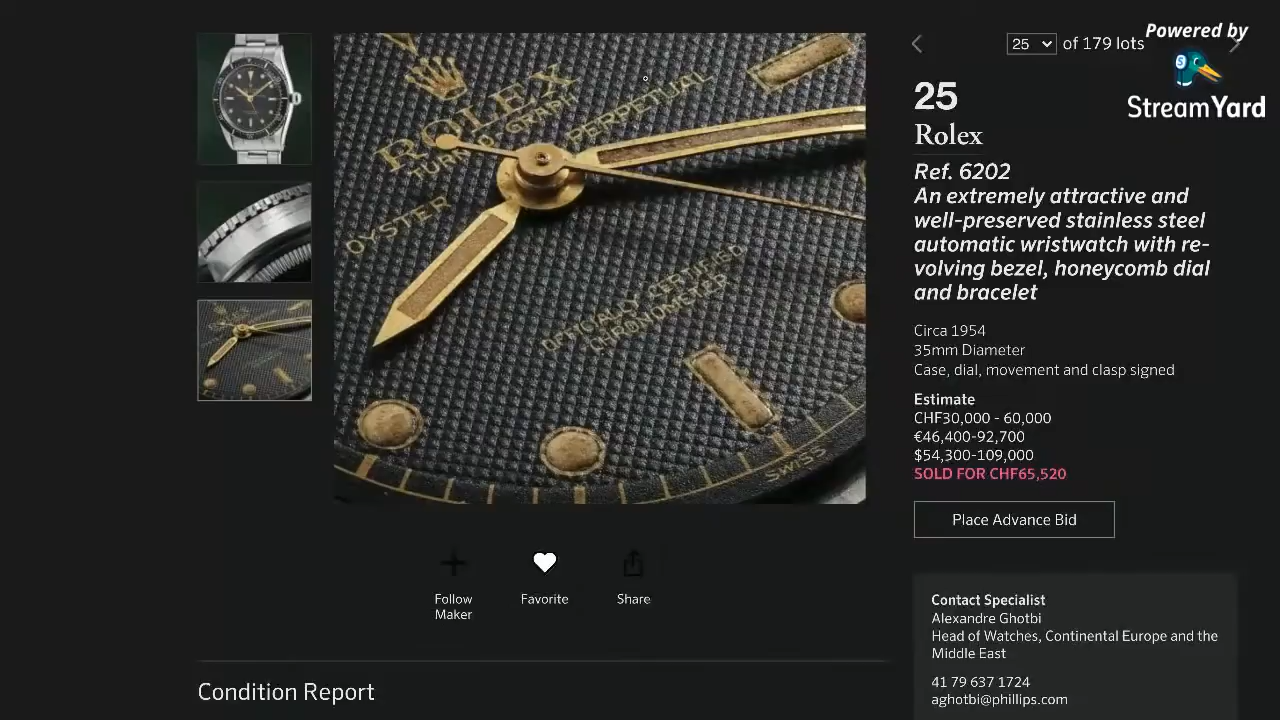 25
of 179 lots
Powered by
StreamYard
25
Rolex
Ref. 6202
An extremely attractive and
well-preserved stainless steel
automatic wristwatch with re-
volving bezel, honeycomb dial
and bracelet
Circa 1954
35mm Diameter
Case, dial, movement and clasp signed
Estimate
CHF30,000 - 60,000
€46,400-92,700
$54,300-109,000
SOLD FOR CHF65,520
Place Advance Bid
Contact Specialist
Alexandre Ghotbi
Head of Watches, Continental Europe and the
Middle East
41 79 637 1724
aghotbi@phillips.com
ROLEX
OYSTER PERPETUAL
OFFICIALLY CERTIFIED
CHRONOMETER
SWISS
Follow
Maker
Favorite
Share
Condition Report